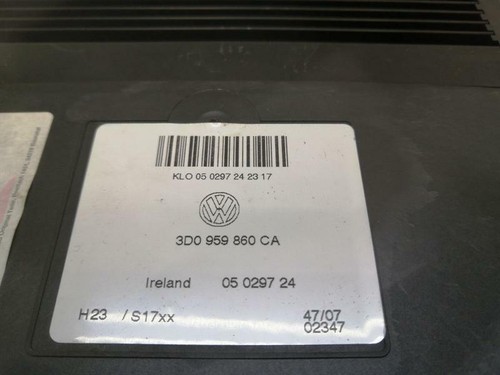 KLO 05 0297 24 23 17
3D0 959 860 CA
Ireland 05 0297 24
H23 /S17xx 47/07
02347